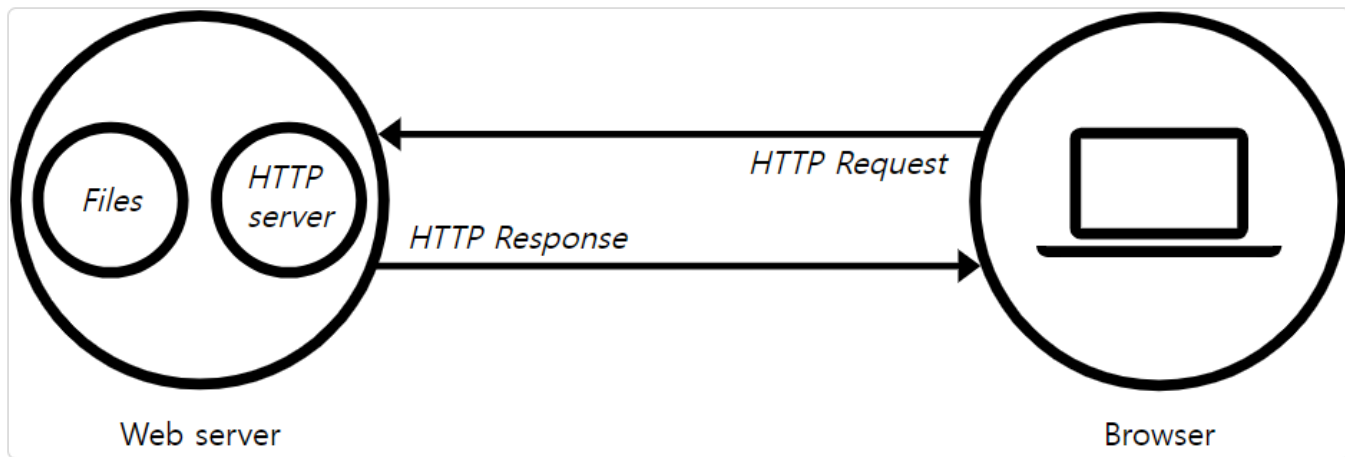 HTTP Request
Files
HTTP
server
HTTP Response
Web server
Browser